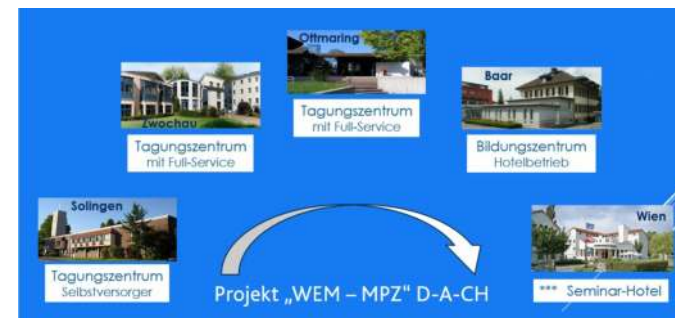 Ottmaring
Tagungszentrum
mit Full-Service
Zwochau
Tagungszentrum
mit Full-Service
Baar
Bildungszentrum
Hotelbetrieb
Solingen
Tagungszentrum
Selbstversorger
Wien
*** Seminar-Hotel
Projekt „WEM – MPZ" D-A-CH